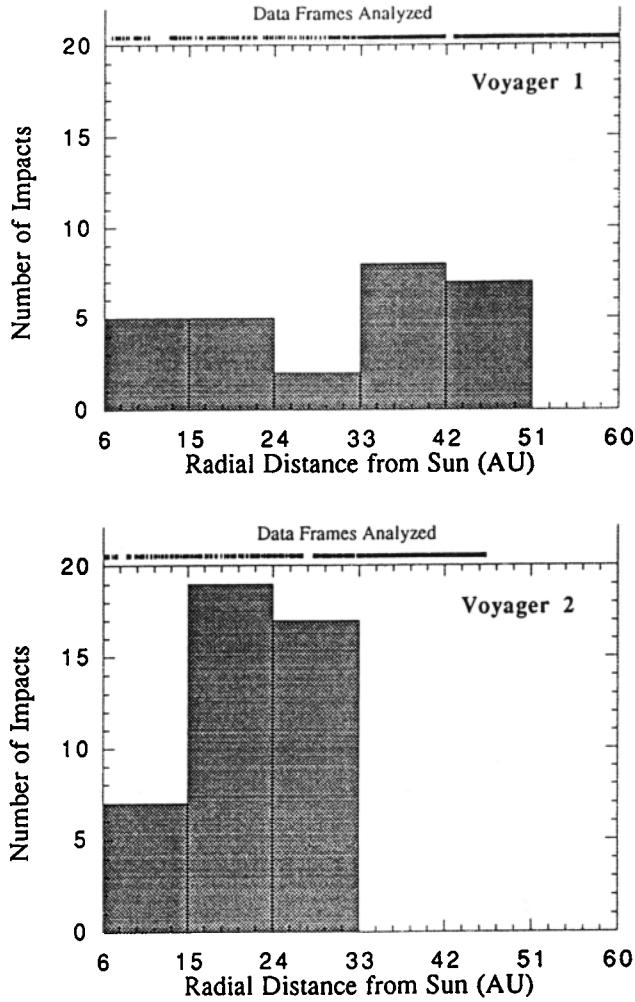 Data Frames Analyzed
20
Voyager 1
15
10
5
0
Number of Impacts
6 15 24 33 42 51 60
Radial Distance from Sun (AU)
Data Frames Analyzed
20
Voyager 2
15
10
5
0
Number of Impacts
6 15 24 33 42 51 60
Radial Distance from Sun (AU)